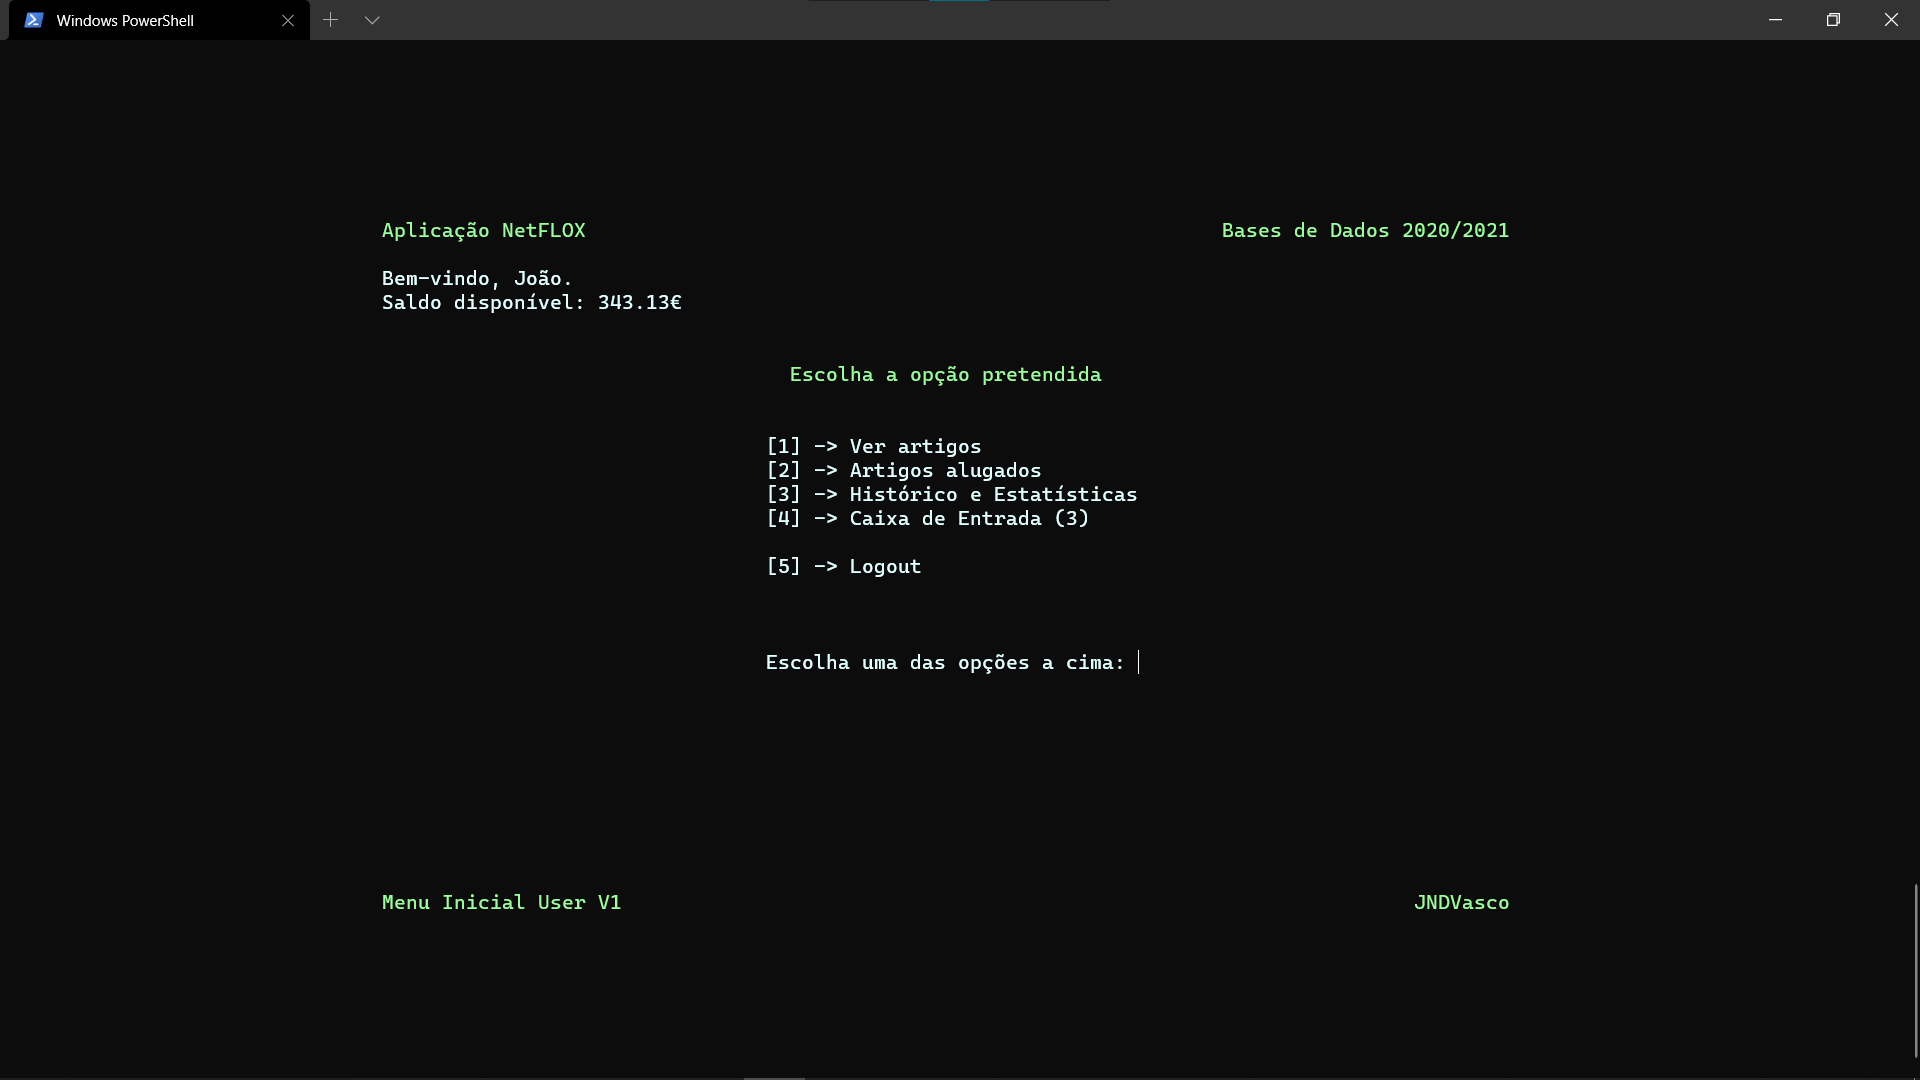 Windows PowerShell
Aplicação NetFLOX
Bases de Dados 2020/2021
Bem-vindo, João.
Saldo disponível: 343.13€
Escolha a opção pretendida
[1] -> Ver artigos
[2] -> Artigos alugados
[3] -> Histórico e Estatísticas
[4] -> Caixa de Entrada (3)
[5] -> Logout
Escolha uma das opções a cima:
Menu Inicial User V1
JNDVasco